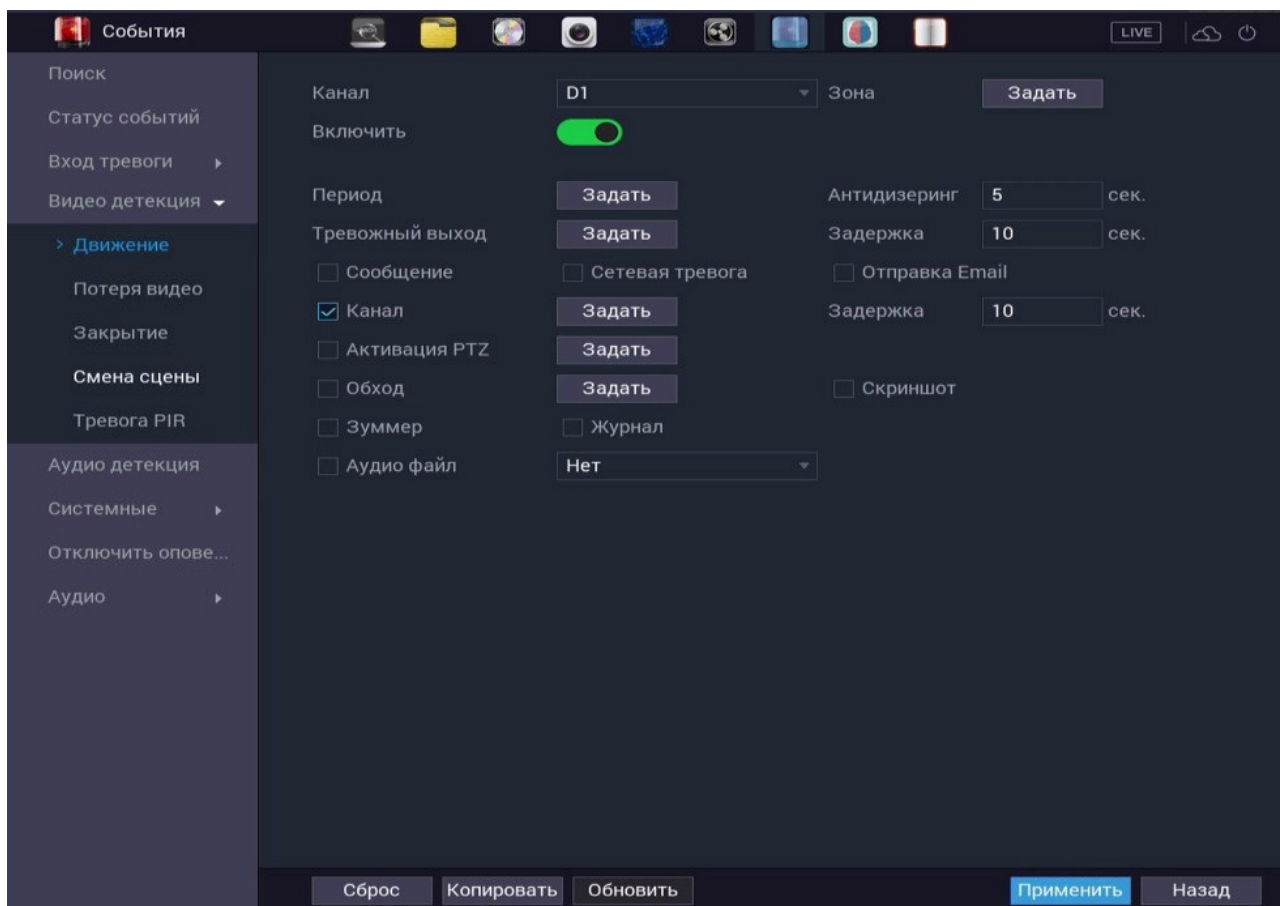 События
LIVE
Поиск
Статус событий
Вход тревоги
Видео детекция
> Движение
Потеря видео
Закрытие
Смена сцены
Тревога PIR
Аудио детекция
Системные
Отключить опове...
Аудио
Канал D1 Зона Задать
Включить
Период Задать Антидизеринг 5 сек.
Тревожный выход Задать Задержка 10 сек.
Сообщение Сетевая тревога Отправка Email
Канал Задать Задержка 10 сек.
Активация PTZ Задать
Обход Задать Скриншот
Зуммер Журнал
Аудио файл Нет
Сброс Копировать Обновить Применить Назад